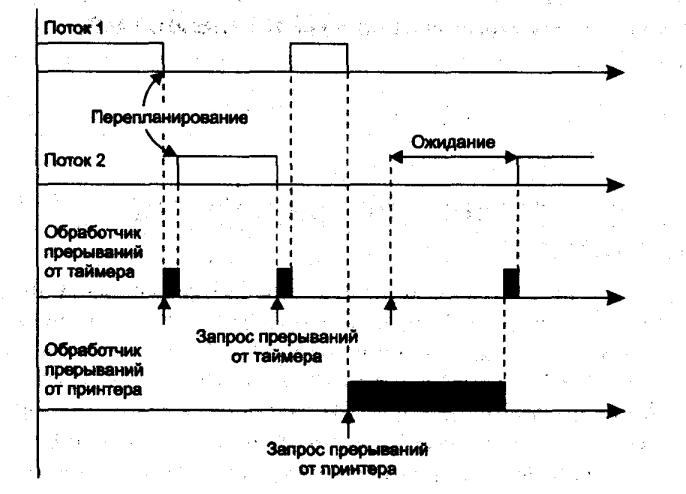 Поток 1
Перепланирование
Ожидание
Поток 2
Обработчик
прерываний
от таймера
Запрос прерываний
от таймера
Обработчик
прерываний
от принтера
Запрос прерываний
от принтера